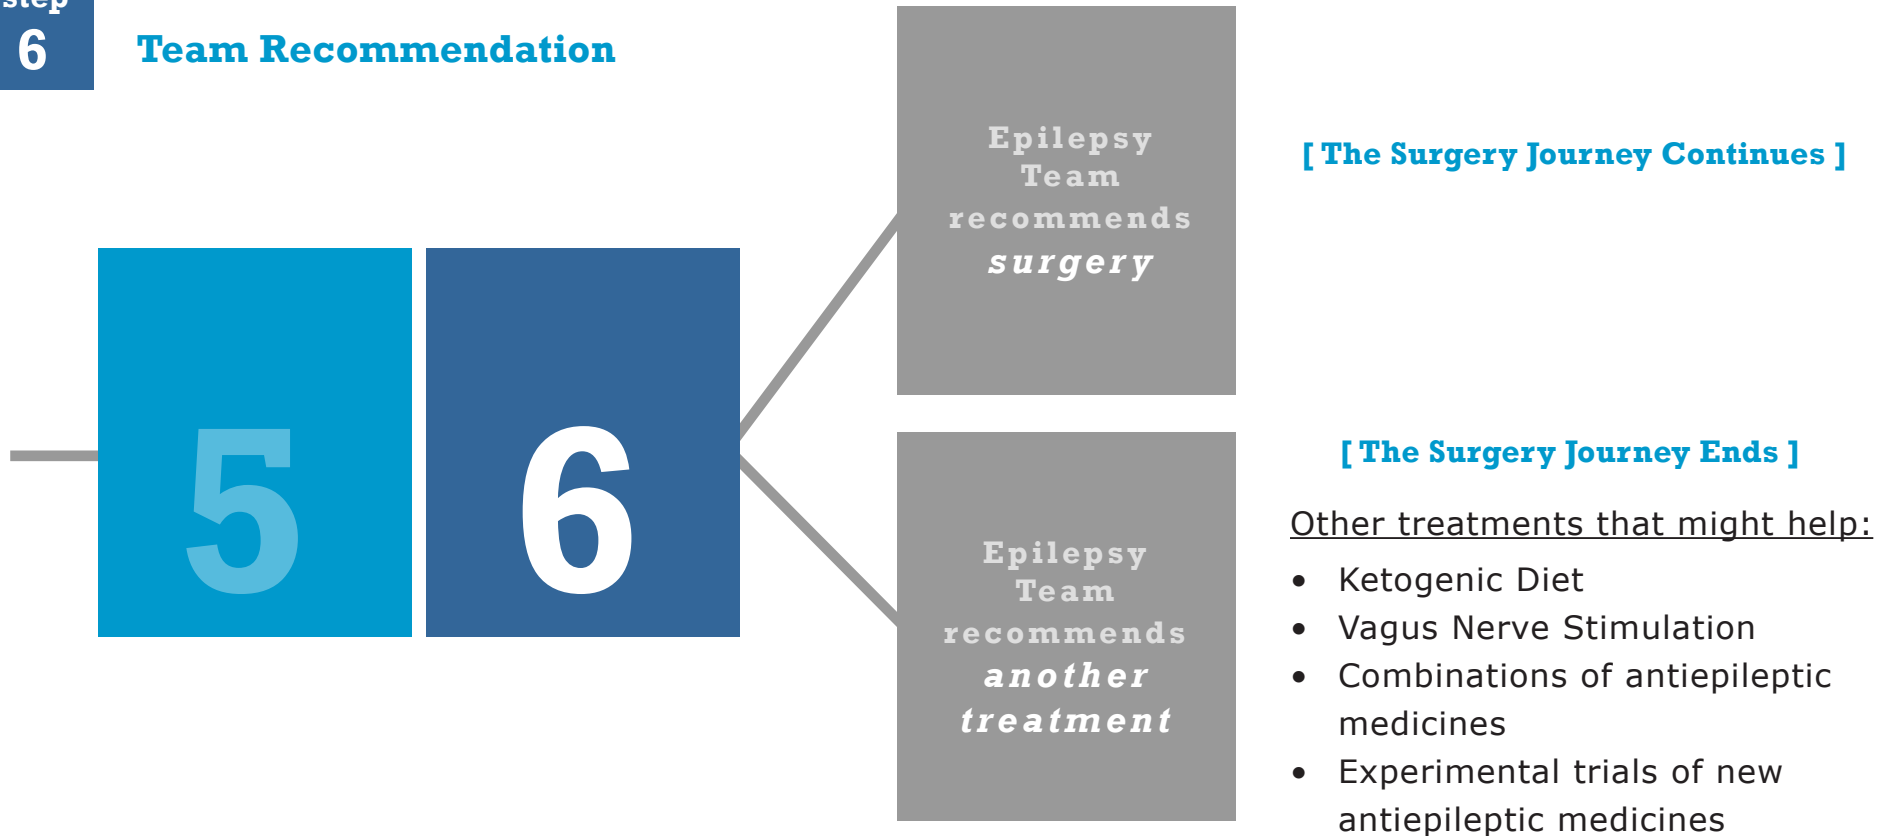 step
6
Team Recommendation
5
6
Epilepsy
Team
recommends
surgery
[ The Surgery Journey Continues ]
Epilepsy
Team
recommends
another
treatment
[ The Surgery Journey Ends ]
Other treatments that might help:
• Ketogenic Diet
• Vagus Nerve Stimulation
• Combinations of antiepileptic
medicines
• Experimental trials of new
antiepileptic medicines